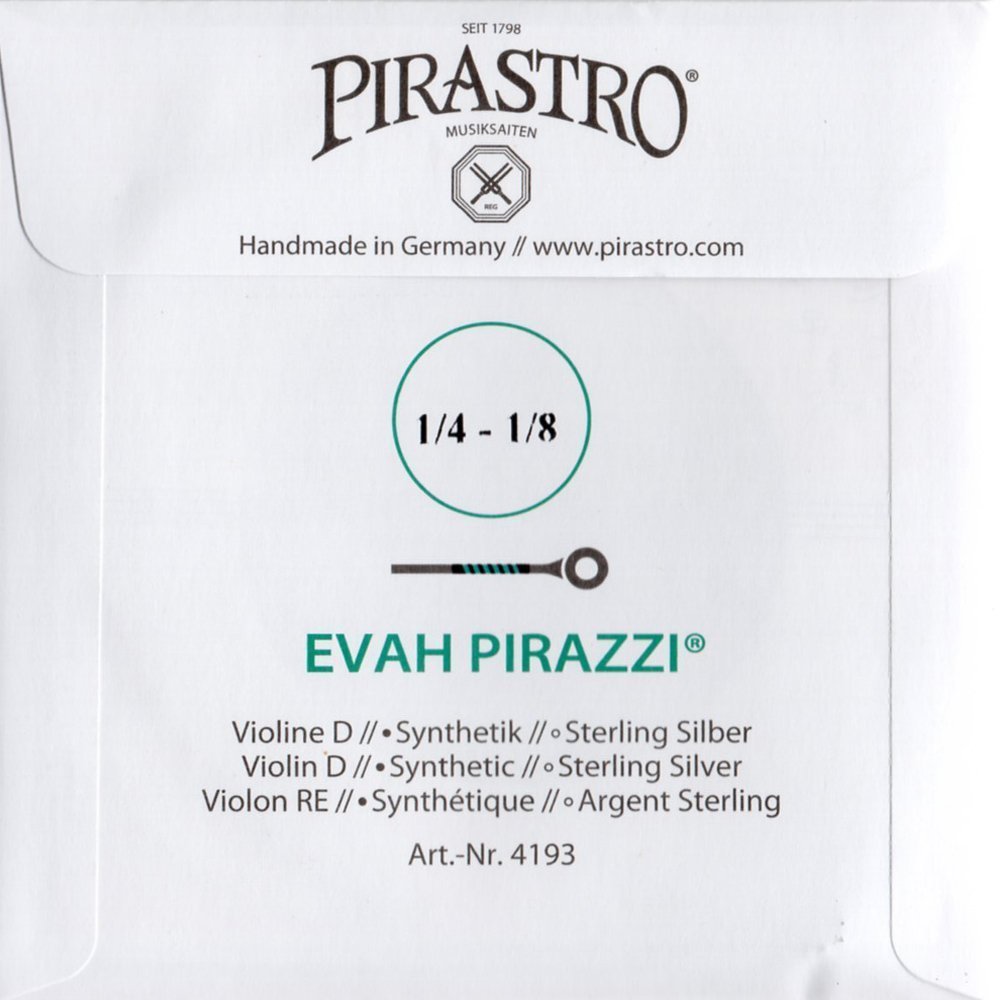 SEIT 1798
PIRASTRO®
MUSIKSAITEN
REG
Handmade in Germany // www.pirastro.com
1/4 - 1/8
EVAH PIRAZZI®
Violine D //•Synthetik //∘Sterling Silber
Violin D //•Synthetic //∘Sterling Silver
Violon RE //•Synthétique //∘Argent Sterling
Art.-Nr. 4193